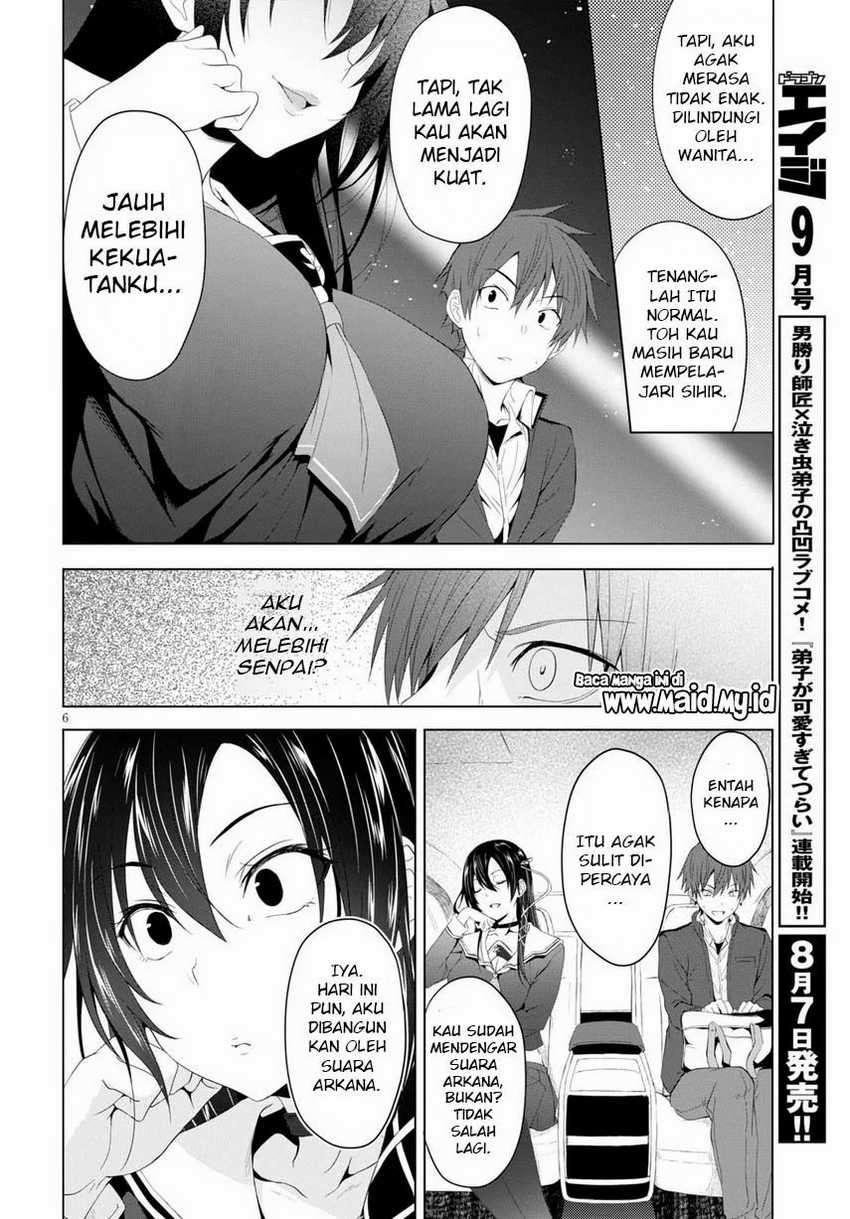 TAPI, AKU
AGAK
MERASA
TIDAK ENAK.
DILINDUNGI
OLEH
WANITA...
TENANG-
LAH ITU
NORMAL.
TOH KAU
MASIH BARU
MEMPELA-
JARI SIHIR.
TAPI, TAK
LAMA LAGI
KAU AKAN
MENJADI
KUAT.
JAUH
MELEBIHI
KEKUA-
TANKU...
AKU
AKAN...
MELEBIHI
SENPAI?
Baca Manga ini di
www.Maid.My.id
6
ENTAH
KENAPA
...
ITU AGAK
SULIT DI-
PERCAYA
...
KAU SUDAH
MENDENGAR
SUARA
ARKANA,
BUKAN?
TIDAK
SALAH
LAGI.
IYA.
HARI INI
PUN, AKU
DIBANGUN
KAN OLEH
SUARA
ARKANA.
ドラゴン
エイジ
9月号
男勝り師匠×泣き虫弟子の凸凹ラブコメ！『弟子が可愛すぎてつらい』連載開始!!
8月7日発売!!